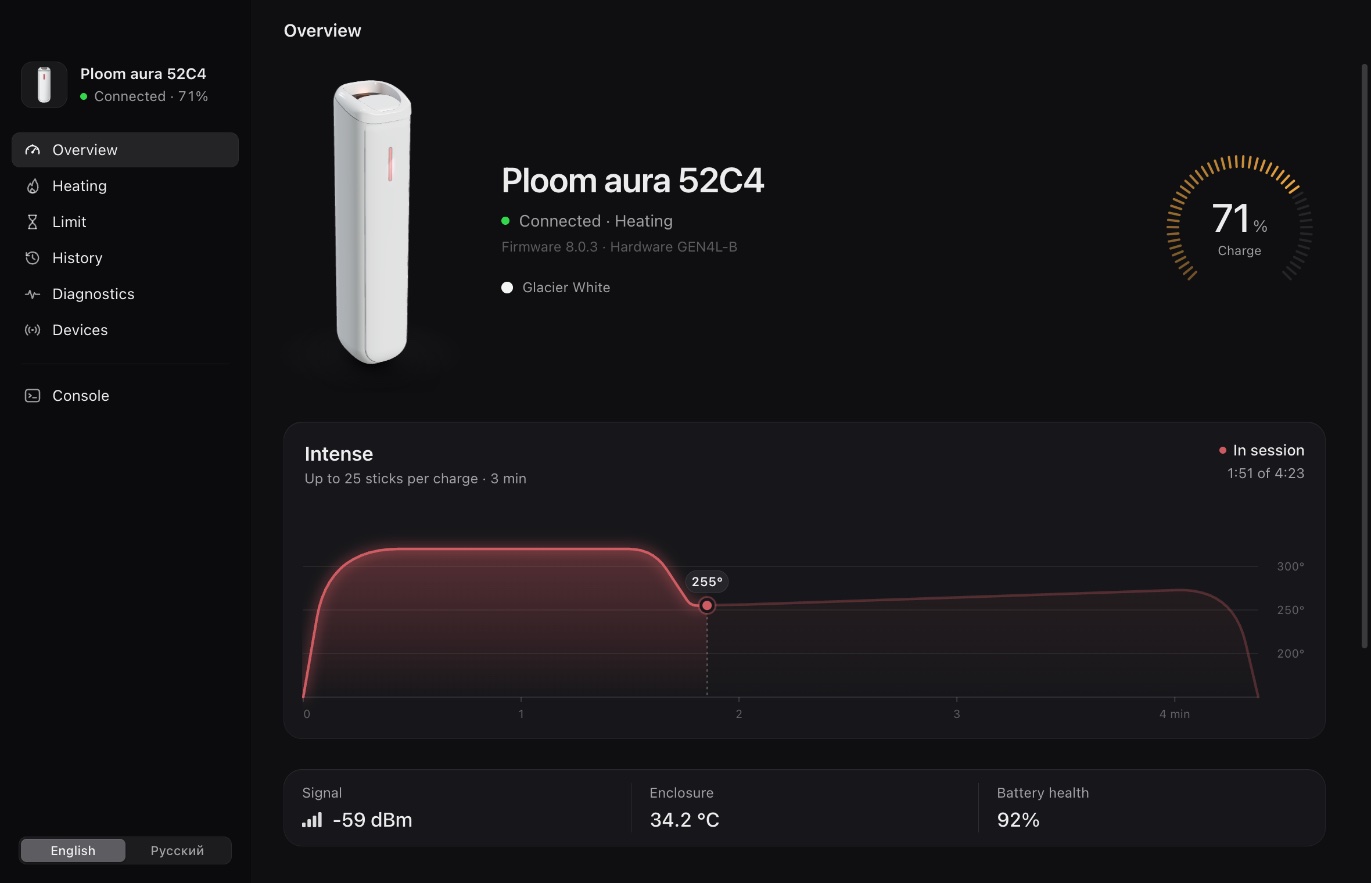 Overview
Ploom aura 52C4
Connected · 71%
Overview
Heating
Limit
History
Diagnostics
Devices
Console
English
Русский
Ploom aura 52C4
Connected · Heating
Firmware 8.0.3 · Hardware GEN4L-B
Glacier White
71%
Charge
Intense
Up to 25 sticks per charge · 3 min
In session
1:51 of 4:23
255°
300°
250°
200°
0
1
2
3
4 min
Signal
-59 dBm
Enclosure
34.2 °C
Battery health
92%